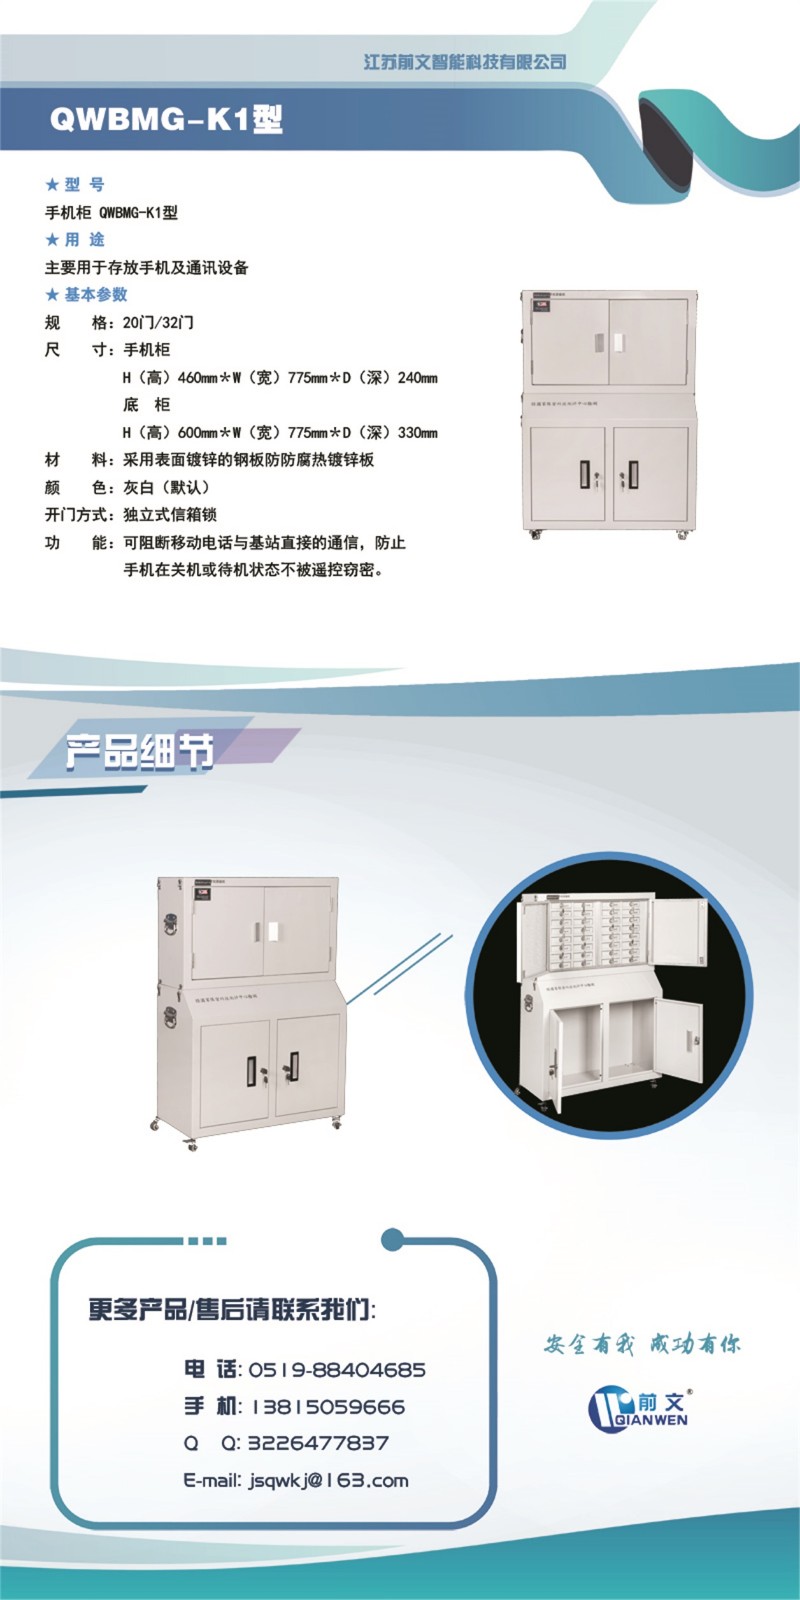 江苏前文智能科技有限公司
QWBMG-K1型
★ 型 号
手机柜 QWBMG-K1型
★ 用 途
主要用于存放手机及通讯设备
★ 基本参数
规 格：20门/32门
尺 寸：手机柜
H（高）460mm＊W（宽）775mm＊D（深）240mm
底 柜
H（高）600mm＊W（宽）775mm＊D（深）330mm
材 料：采用表面镀锌的钢板防防腐热镀锌板
颜 色：灰白（默认）
开门方式：独立式信箱锁
功 能：可阻断移动电话与基站直接的通信，防止
手机在关机或待机状态不被遥控窃密。
产品细节
更多产品/售后请联系我们:
电 话: 0519-88404685
手 机: 13815059666
Q Q: 3226477837
E-mail: jsqwkj@163.com
安全有我 成功有你
前文®
QIANWEN